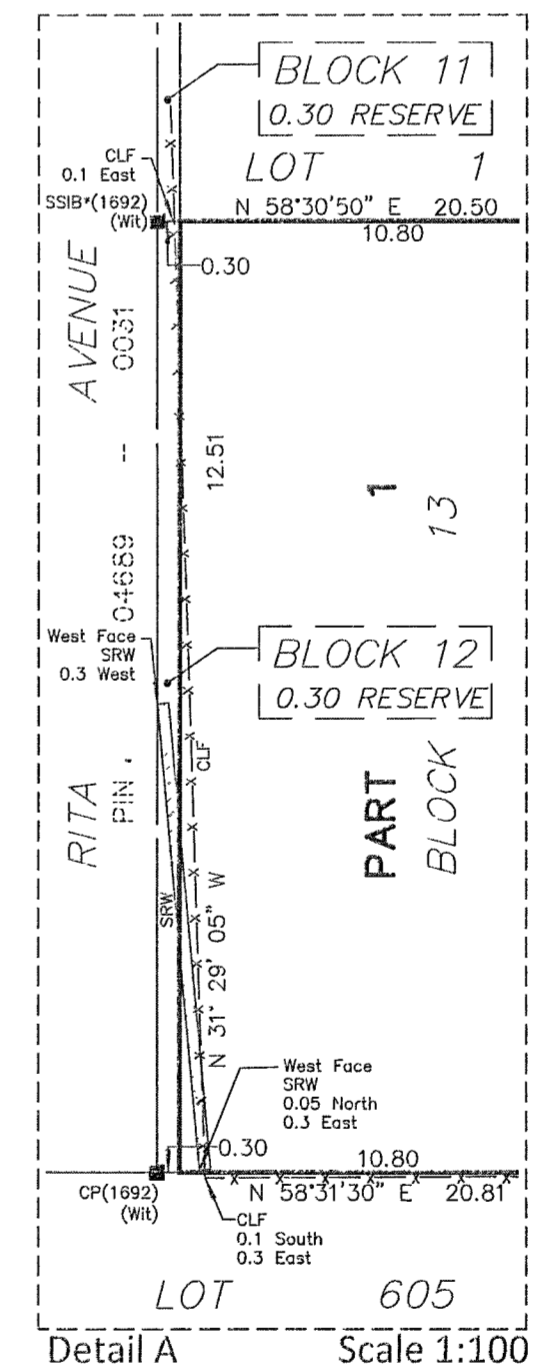 BLOCK 11
0.30 RESERVE
LOT 1
CLF
0.1 East
SSIB*(1692)
(Wit)
N 58°30'50" E 20.50
10.80
0.30
AVENUE
0031
--
04689
PIN .
RITA
12.51
1
13
West Face
SRW
0.3 West
BLOCK 12
0.30 RESERVE
CLF
PART
BLOCK
SRW
N 31° 29' 05" W
West Face
SRW
0.05 North
0.3 East
0.30
10.80
CP(1692)
(Wit)
N 58°31'30" E 20.81
CLF
0.1 South
0.3 East
LOT 605
Detail A Scale 1:100